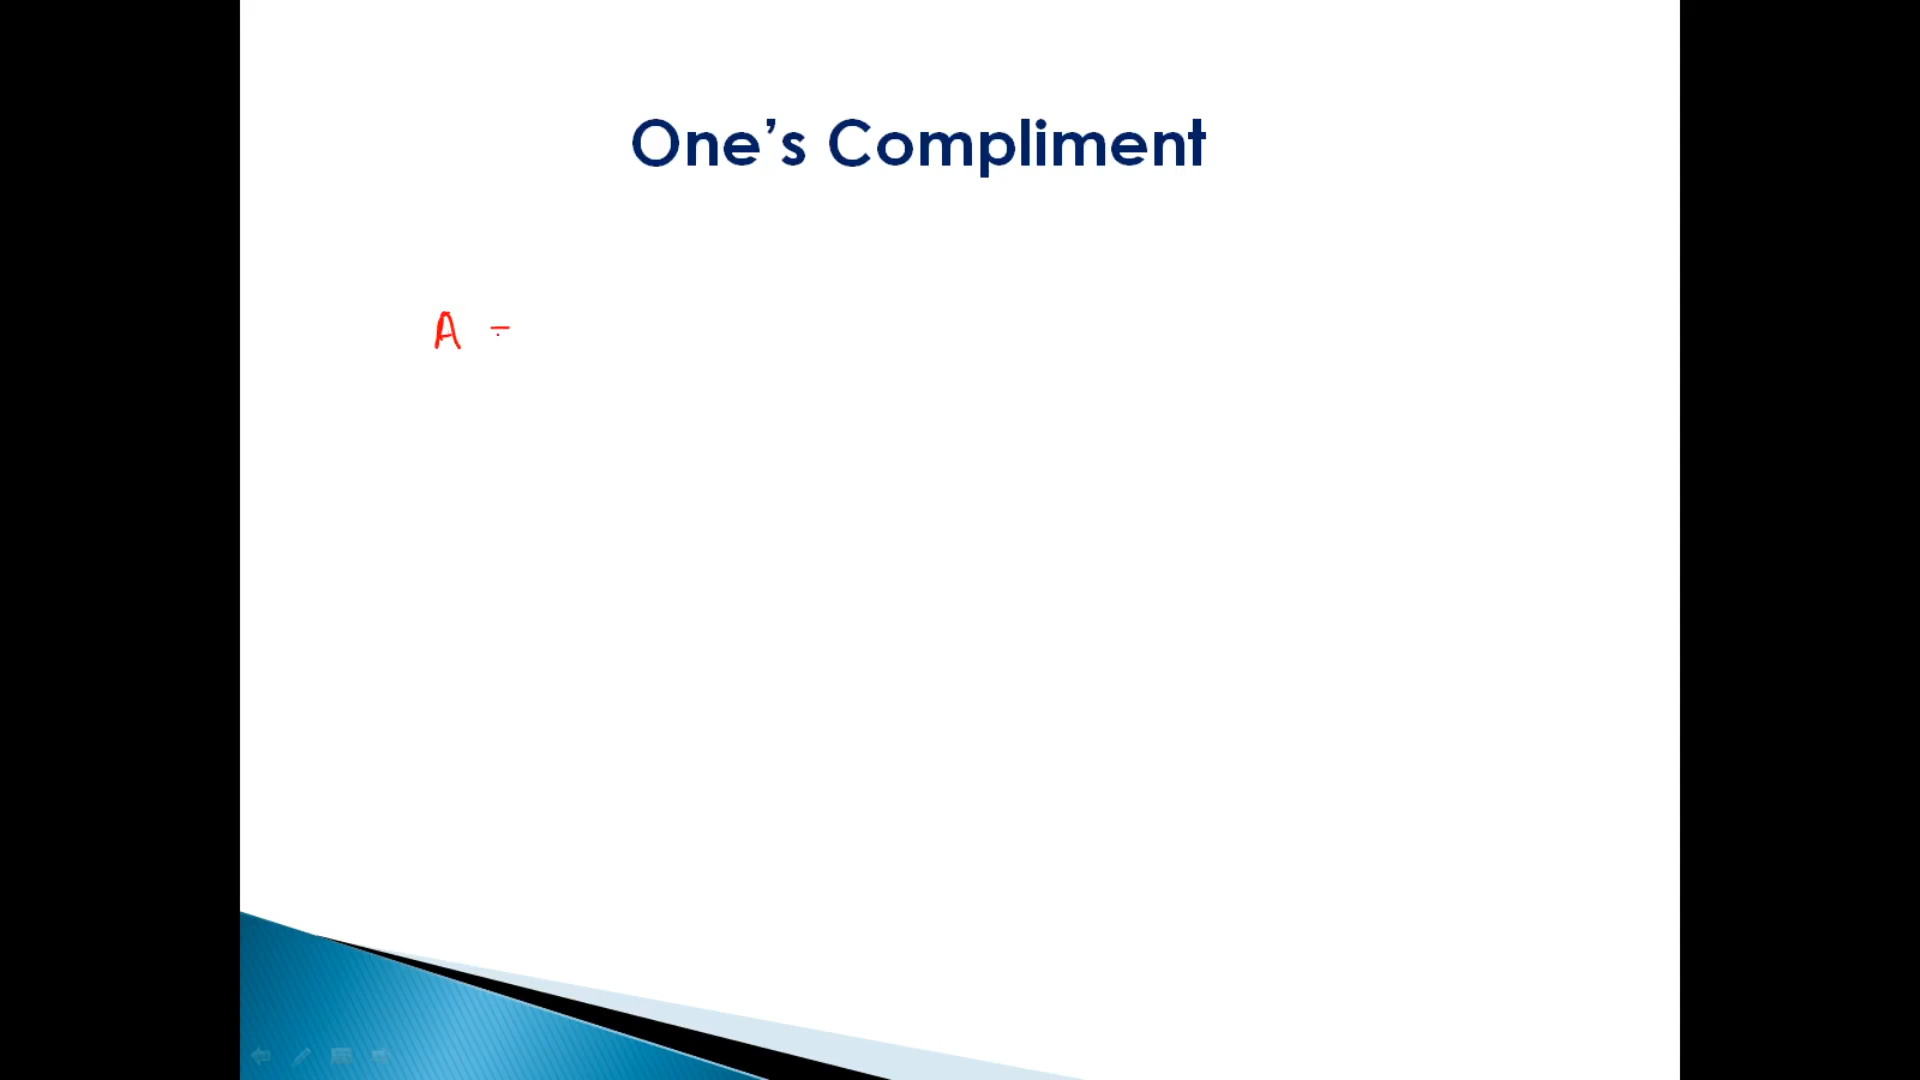 One’s Compliment
A =